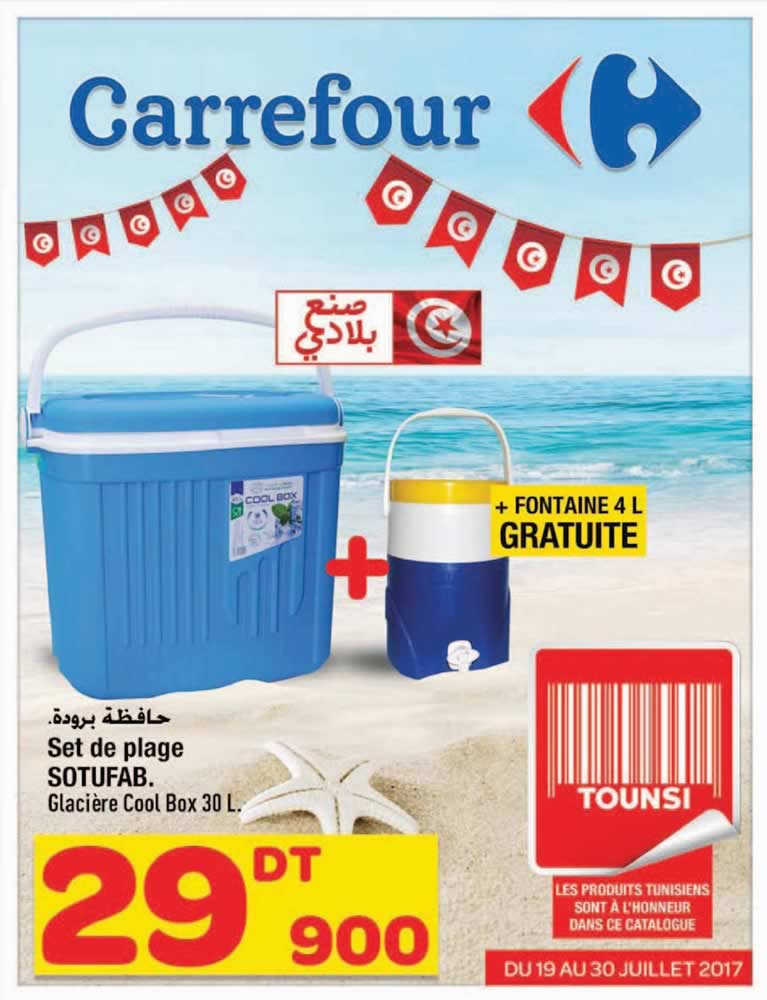 Carrefour
صنع
بلادي
COOL BOX
+ FONTAINE 4 L
GRATUITE
حافظة برودة.
Set de plage
SOTUFAB.
Glacière Cool Box 30 L.
29 DT 900
TOUNSI
LES PRODUITS TUNISIENS
SONT À L'HONNEUR
DANS CE CATALOGUE
DU 19 AU 30 JUILLET 2017